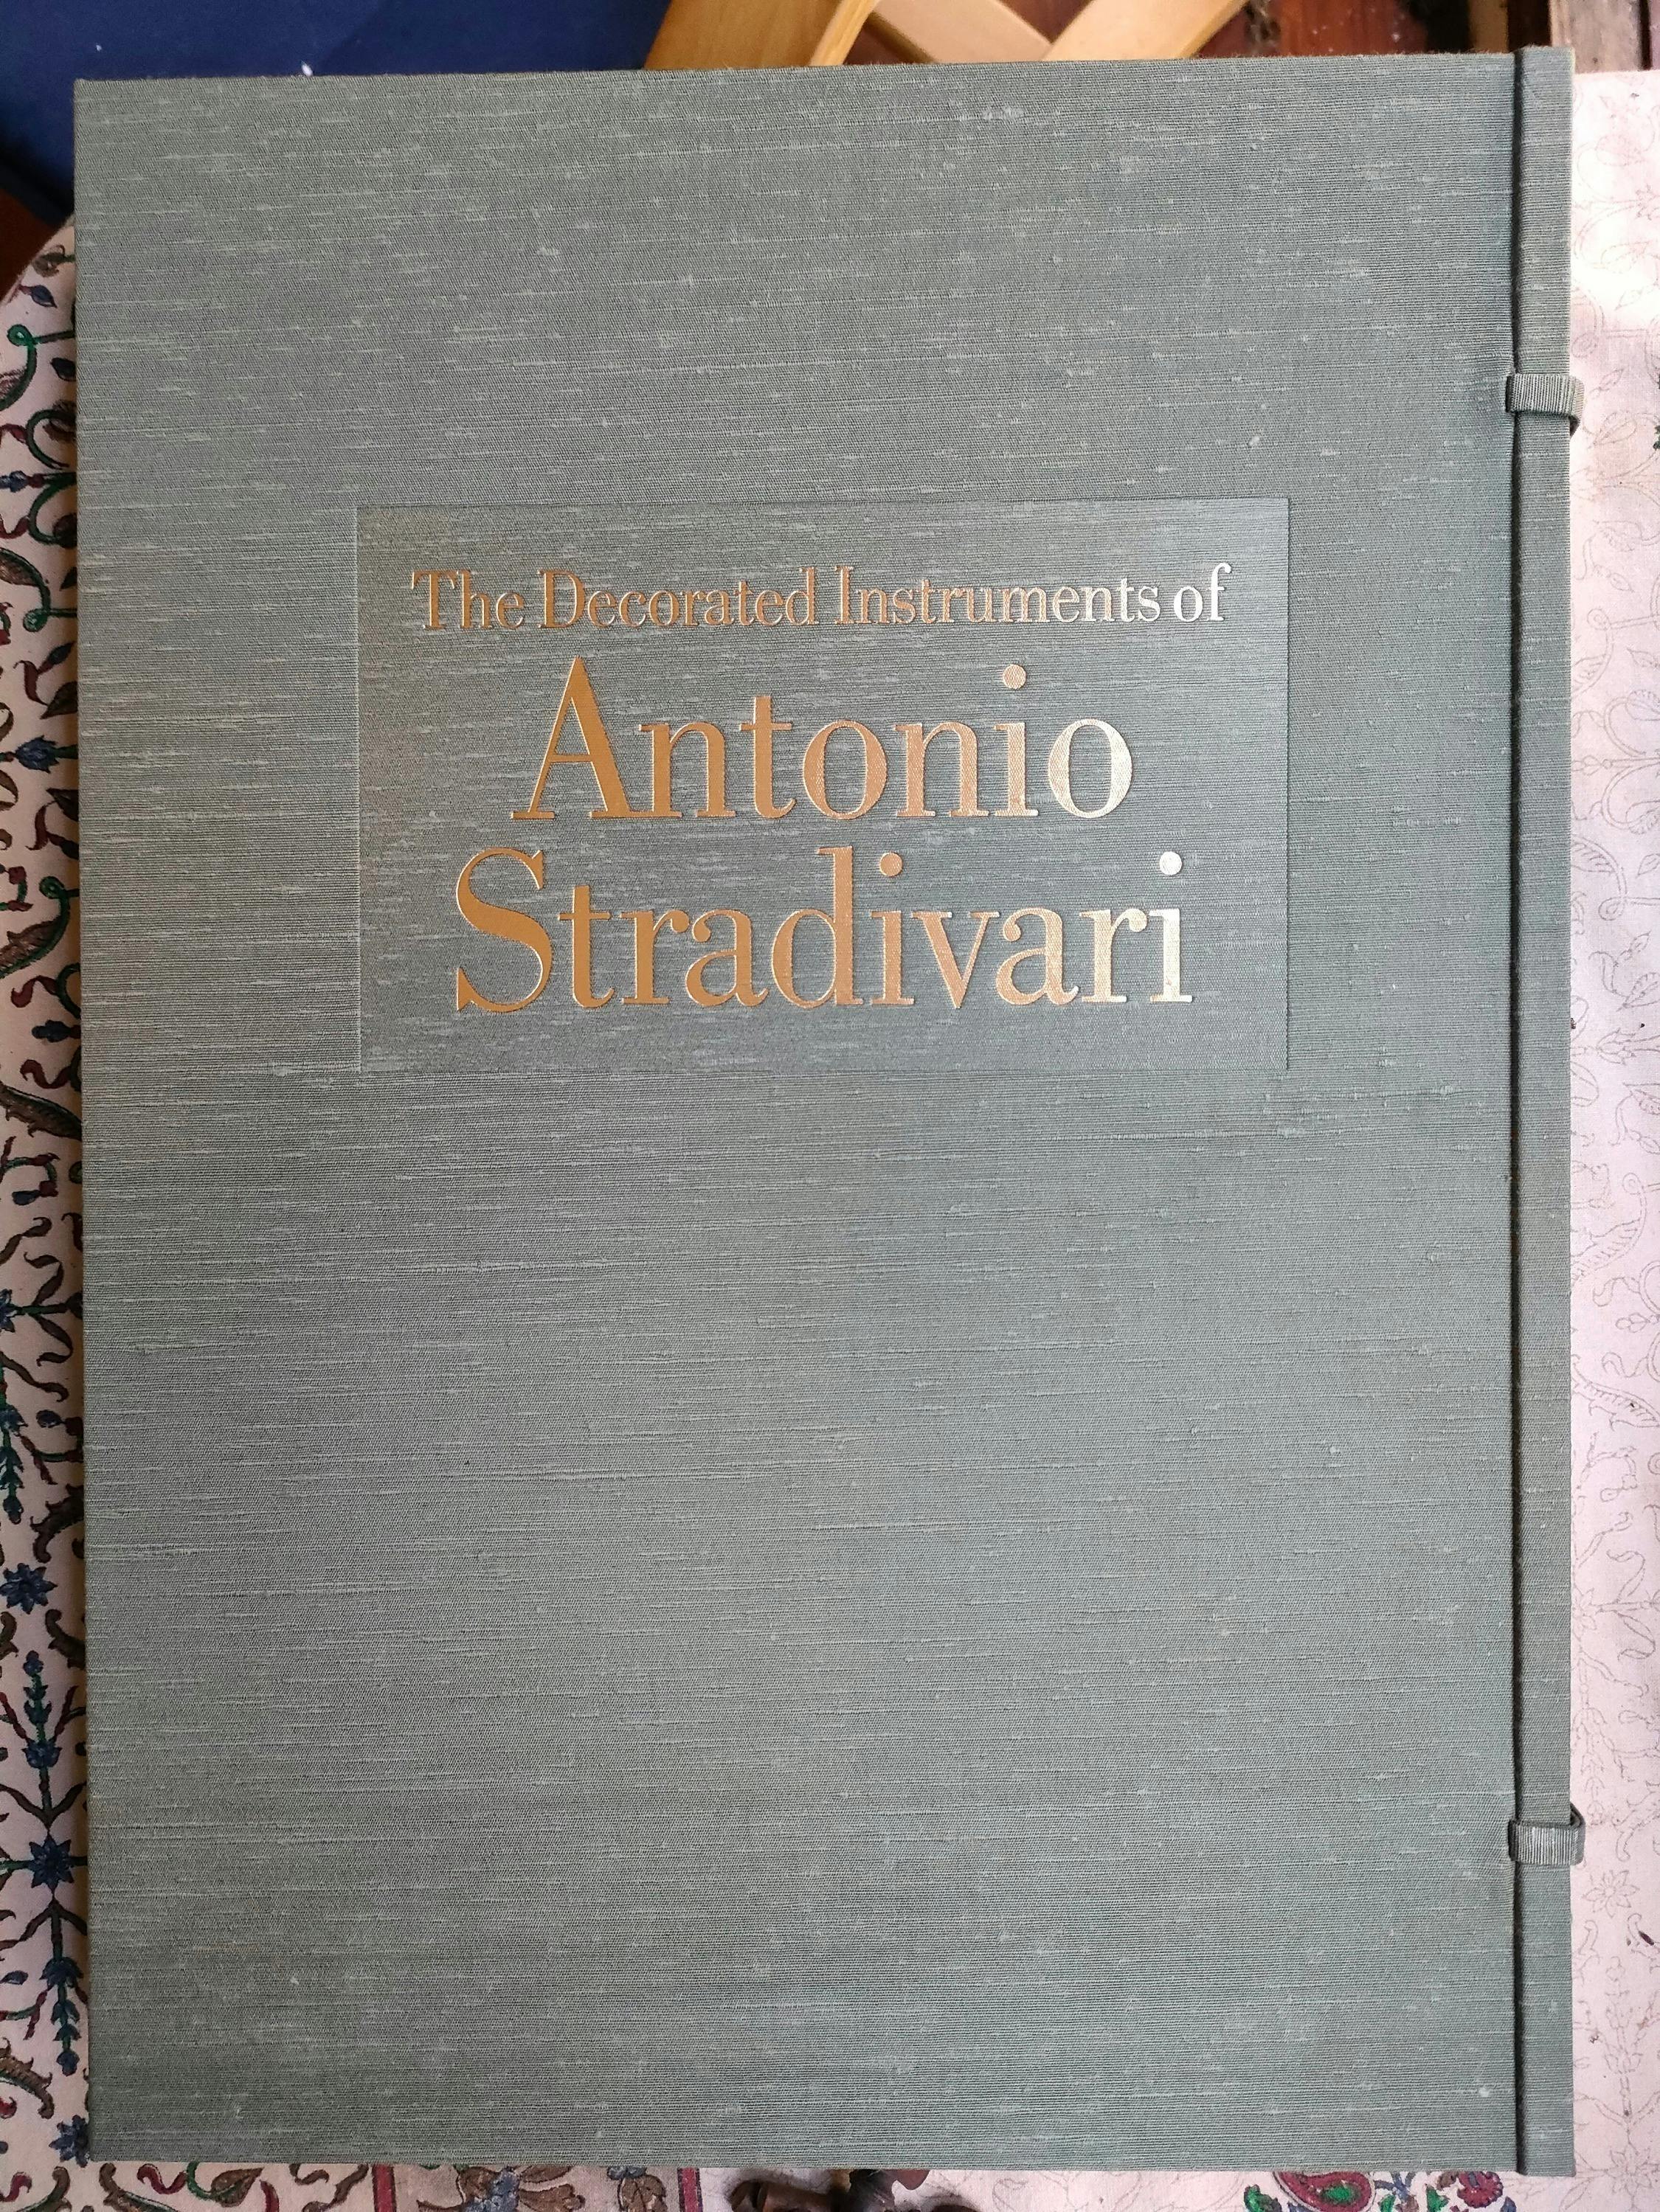 The Decorated Instruments of
Antonio
Stradivari